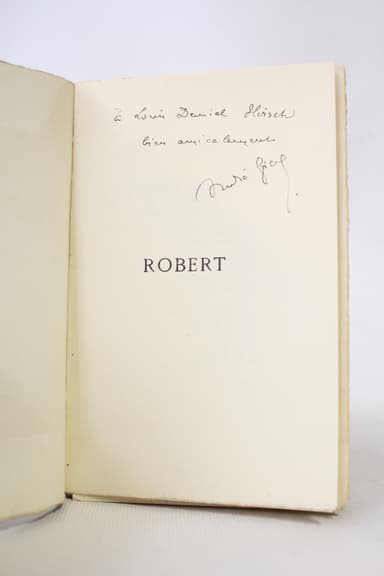 à Louis Daniel Hirsch
bien amicalement
André Gide
ROBERT